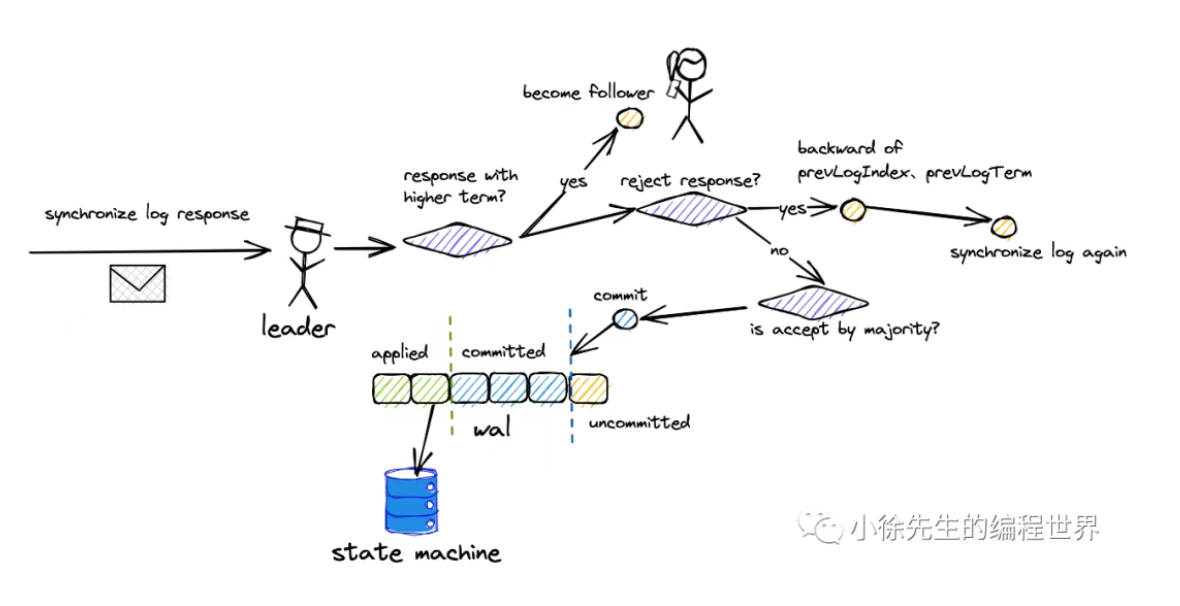 become follower
backward of
prevLogIndex、prevLogTerm
response with
higher term?
yes
reject response?
yes
synchronize log response
synchronize log again
no
leader
commit
is accept by majority?
applied
committed
wal
uncommitted
state machine
小徐先生的编程世界